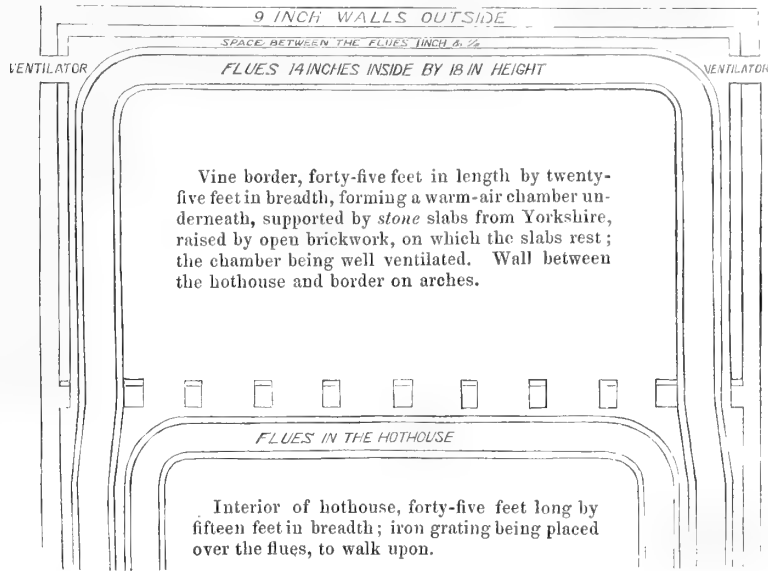 9 INCH WALLS OUTSIDE
SPACE BETWEEN THE FLUES 1 INCH & ½
VENTILATOR
FLUES 14 INCHES INSIDE BY 18 IN HEIGHT
VENTILATOR
Vine border, forty-five feet in length by twenty-
five feet in breadth, forming a warm-air chamber un-
derneath, supported by stone slabs from Yorkshire,
raised by open brickwork, on which the slabs rest;
the chamber being well ventilated. Wall between
the hothouse and border on arches.
FLUES IN THE HOTHOUSE
Interior of hothouse, forty-five feet long by
fifteen feet in breadth; iron grating being placed
over the flues, to walk upon.